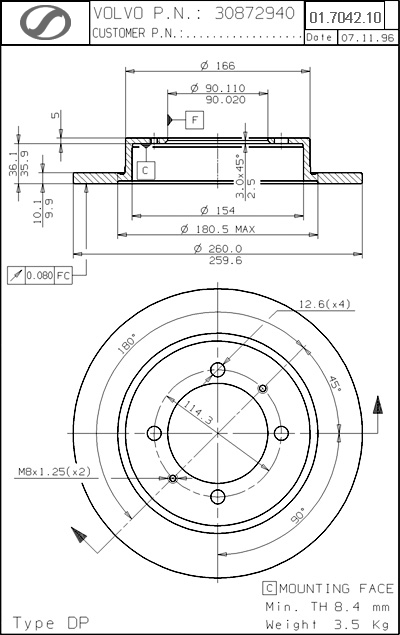 VOLVO P.N.: 30872940
01.7042.10
CUSTOMER P.N.:....................
Date 07.11.96
Ø 166
Ø 90.110
90.020
5
F
36.1
35.9
C
3.0x45°
2.5
10.1
9.9
Ø 154
Ø 180.5 MAX
Ø 260.0
259.6
0.080 FC
12.6(x4)
180°
45°
114.3
M8x1.25(x2)
90°
C MOUNTING FACE
Min. TH 8.4 mm
Type DP
Weight 3.5 Kg